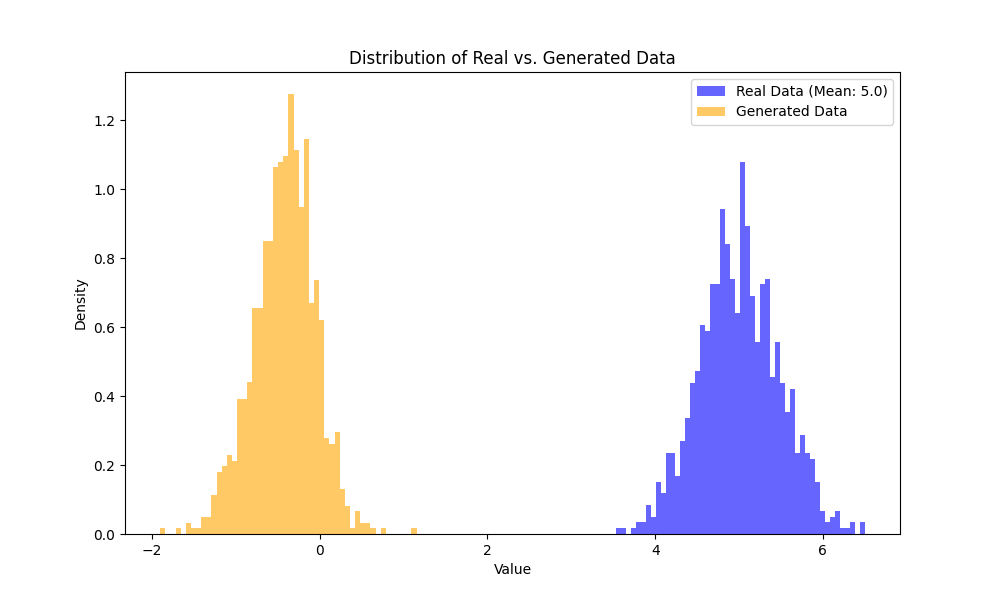 Distribution of Real vs. Generated Data
Real Data (Mean: 5.0)
Generated Data
1.2
1.0
0.8
0.6
0.4
0.2
0.0
Density
−2
0
2
4
6
Value